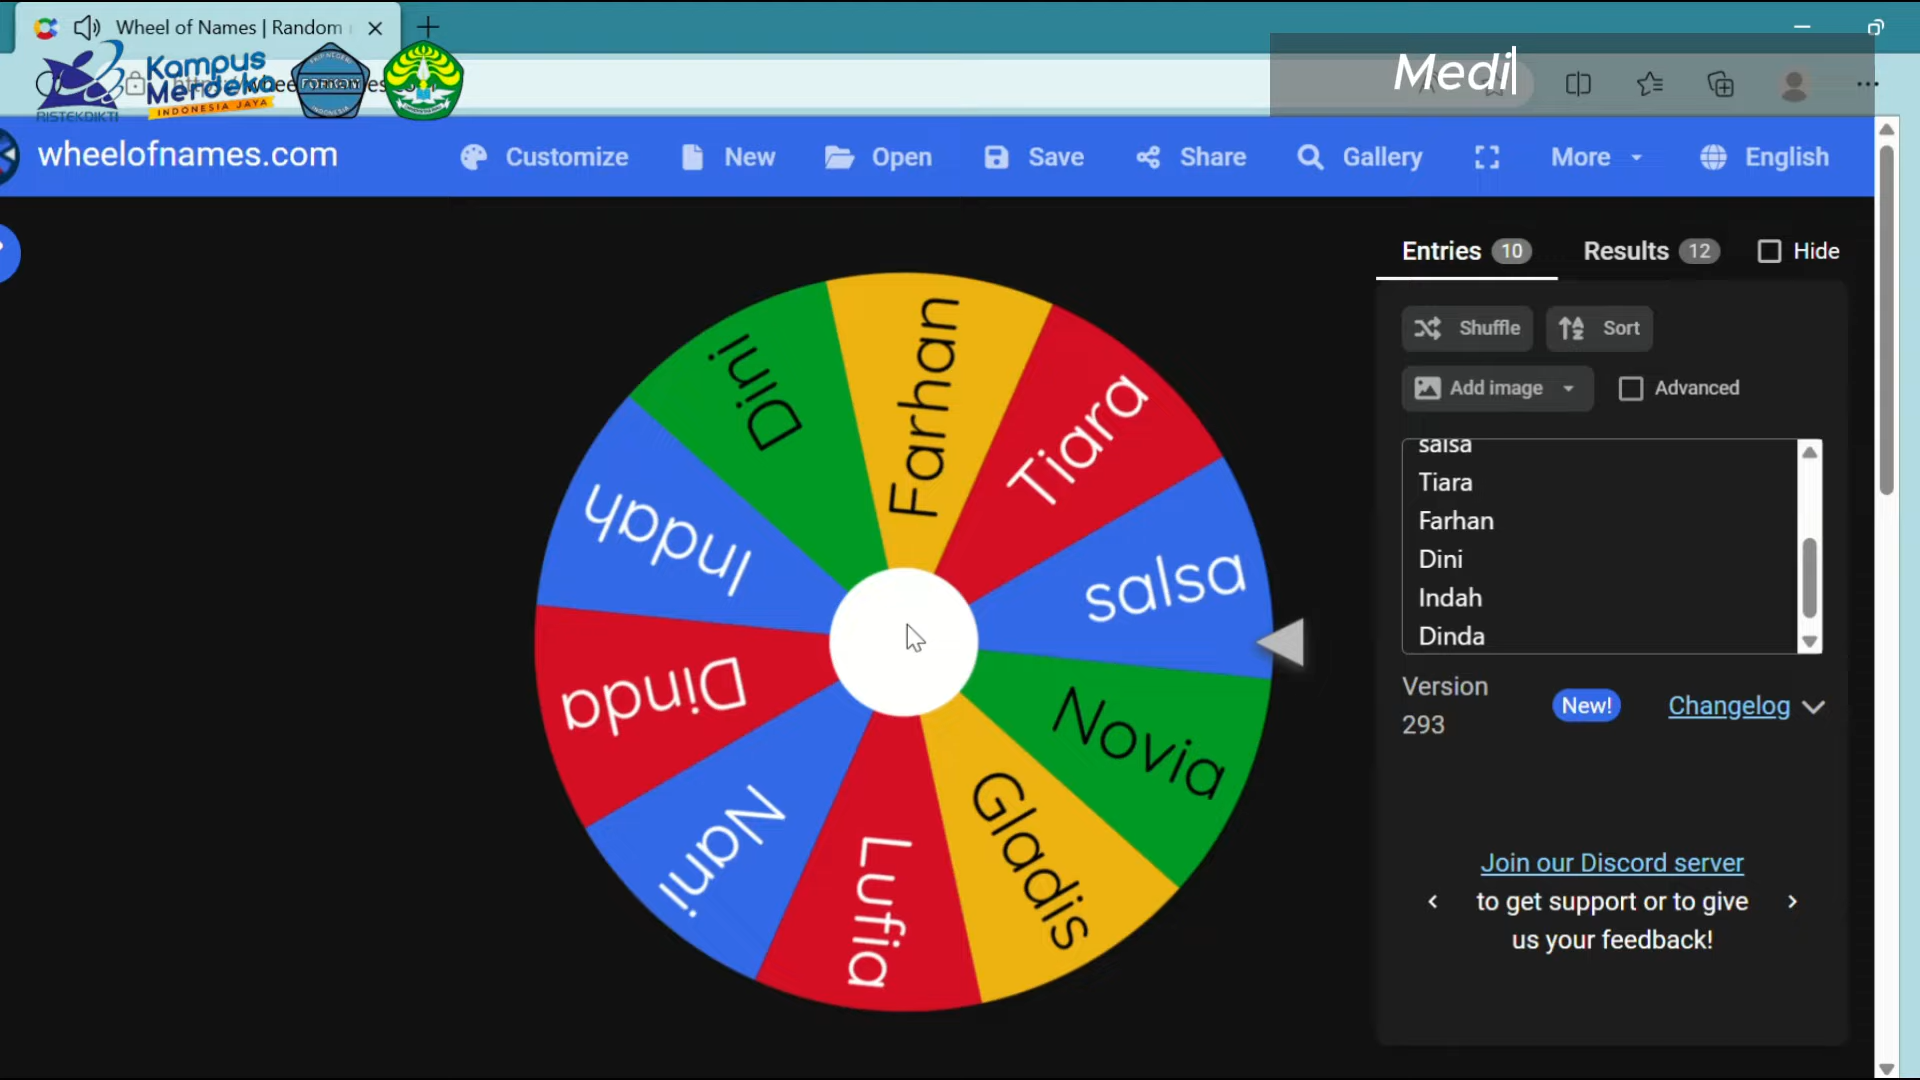 Wheel of Names | Random
Medi
Kampus
Merdeka
INDONESIA JAYA
RISTEKDIKTI
wheelofnames.com
Customize
New
Open
Save
Share
Gallery
More
English
Entries 10
Results 12
Hide
Shuffle
Sort
Add image
Advanced
salsa
Tiara
Farhan
Dini
Indah
Dinda
Version
293
New!
Changelog
Join our Discord server
to get support or to give
us your feedback!
Farhan
Tiara
salsa
Novia
Gladis
Lufia
Nani
Dinda
Indah
Dini